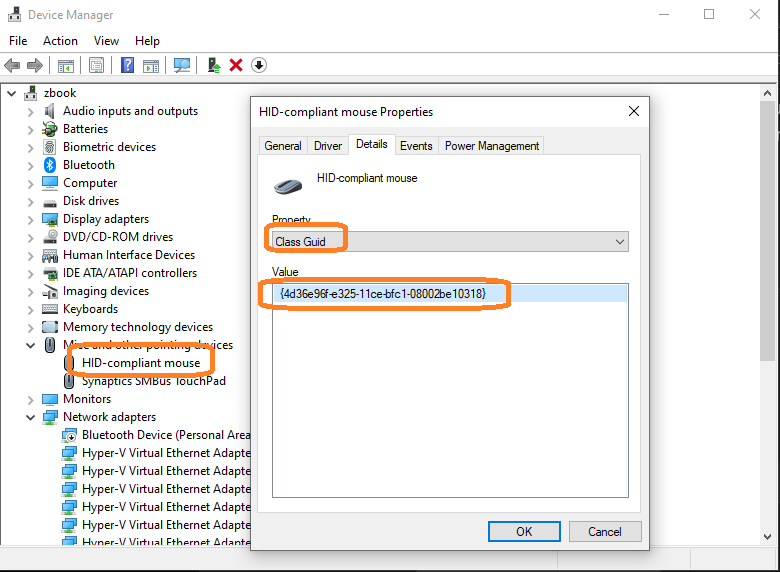 Device Manager
File Action View Help
zbook
Audio inputs and outputs
Batteries
Biometric devices
Bluetooth
Computer
Disk drives
Display adapters
DVD/CD-ROM drives
Human Interface Devices
IDE ATA/ATAPI controllers
Imaging devices
Keyboards
Memory technology devices
Mice and other pointing devices
HID-compliant mouse
Synaptics SMBus TouchPad
Monitors
Network adapters
Bluetooth Device (Personal Area
Hyper-V Virtual Ethernet Adapte
Hyper-V Virtual Ethernet Adapte
Hyper-V Virtual Ethernet Adapte
Hyper-V Virtual Ethernet Adapte
Hyper-V Virtual Ethernet Adapte
Hyper-V Virtual Ethernet Adapte
HID-compliant mouse Properties
General Driver Details Events Power Management
HID-compliant mouse
Property
Class Guid
Value
{4d36e96f-e325-11ce-bfc1-08002be10318}
OK Cancel